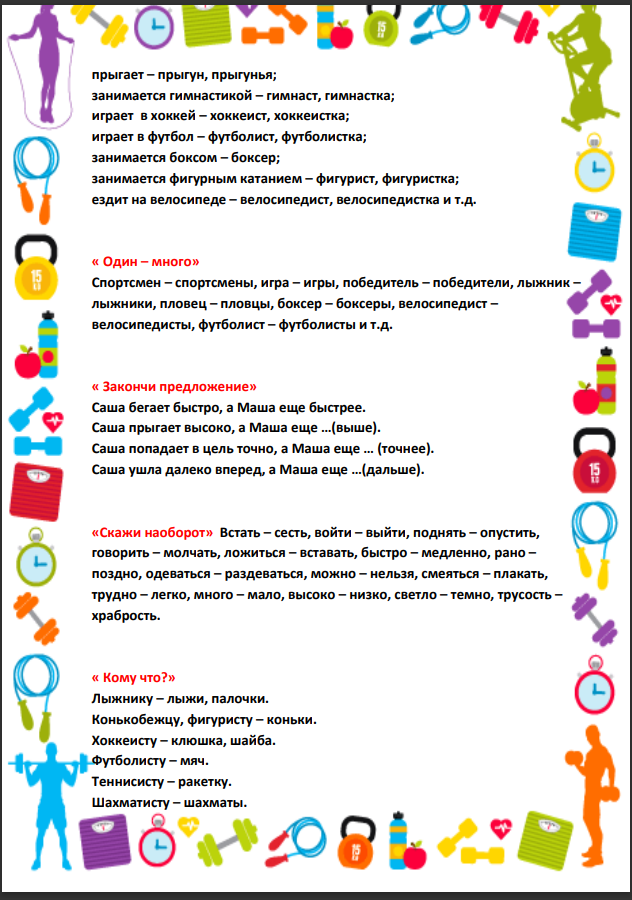 прыгает – прыгун, прыгунья;
занимается гимнастикой – гимнаст, гимнастка;
играет в хоккей – хоккеист, хоккеистка;
играет в футбол – футболист, футболистка;
занимается боксом – боксер;
занимается фигурным катанием – фигурист, фигуристка;
ездит на велосипеде – велосипедист, велосипедистка и т.д.
« Один – много»
Спортсмен – спортсмены, игра – игры, победитель – победители, лыжник –
лыжники, пловец – пловцы, боксер – боксеры, велосипедист –
велосипедисты, футболист – футболисты и т.д.
« Закончи предложение»
Саша бегает быстро, а Маша еще быстрее.
Саша прыгает высоко, а Маша еще …(выше).
Саша попадает в цель точно, а Маша еще … (точнее).
Саша ушла далеко вперед, а Маша еще …(дальше).
«Скажи наоборот» Встать – сесть, войти – выйти, поднять – опустить,
говорить – молчать, ложиться – вставать, быстро – медленно, рано –
поздно, одеваться – раздеваться, можно – нельзя, смеяться – плакать,
трудно – легко, много – мало, высоко – низко, светло – темно, трусость –
храбрость.
« Кому что?»
Лыжнику – лыжи, палочки.
Конькобежцу, фигуристу – коньки.
Хоккеисту – клюшка, шайба.
Футболисту – мяч.
Теннисисту – ракетку.
Шахматисту – шахматы.
15
15 KG
15 KG
15